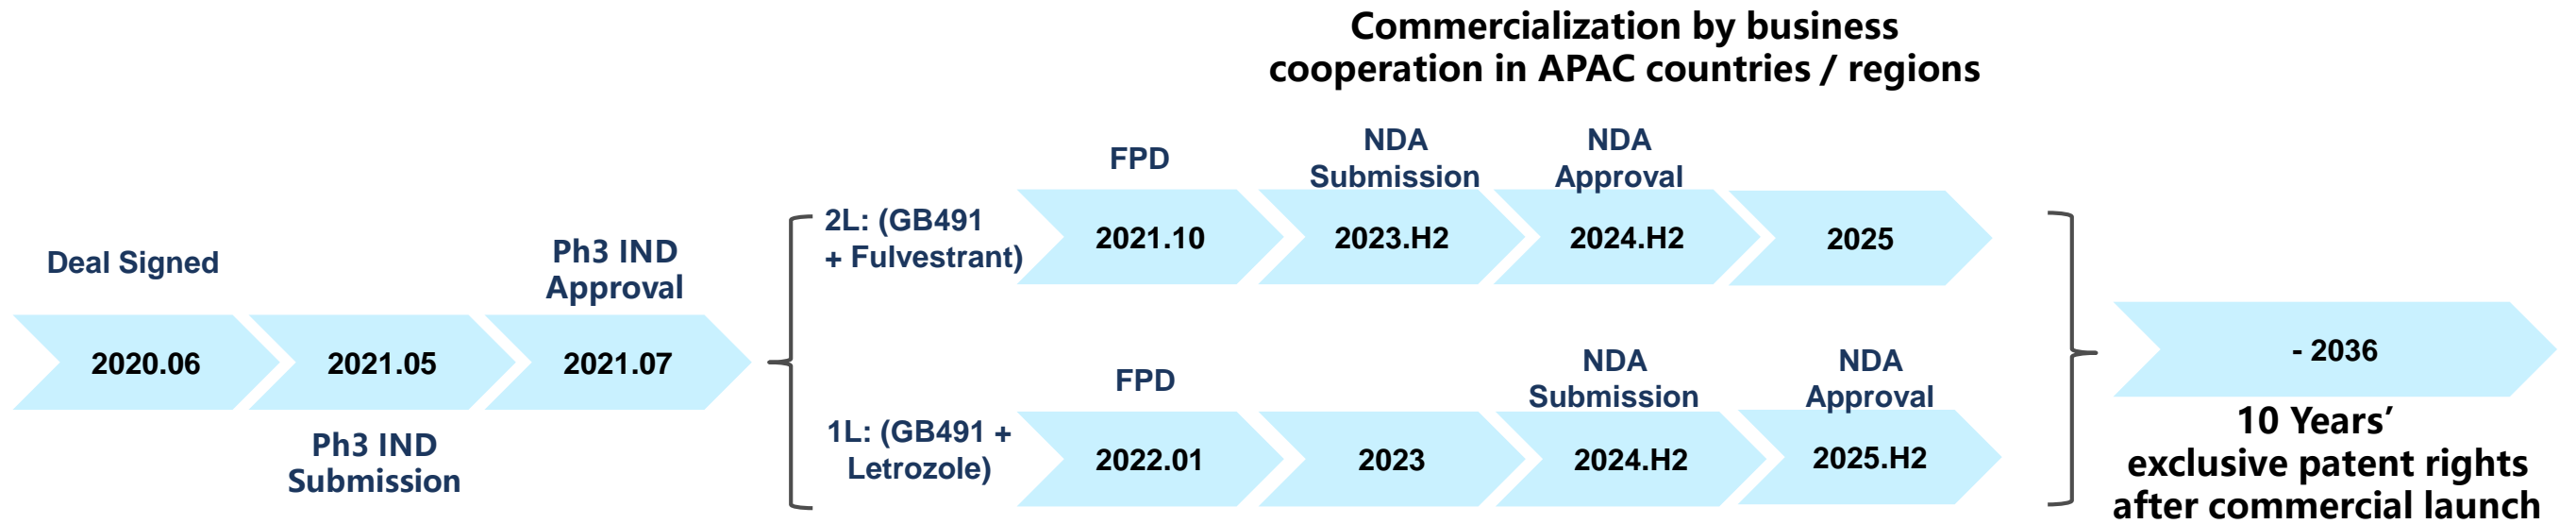 Commercialization by business
cooperation in APAC countries / regions
Deal Signed
2020.06
2021.05
Ph3 IND
Submission
Ph3 IND
Approval
2021.07
2L: (GB491
+ Fulvestrant)
FPD
2021.10
NDA
Submission
2023.H2
NDA
Approval
2024.H2
2025
1L: (GB491 +
Letrozole)
FPD
2022.01
2023
NDA
Submission
2024.H2
NDA
Approval
2025.H2
- 2036
10 Years’
exclusive patent rights
after commercial launch